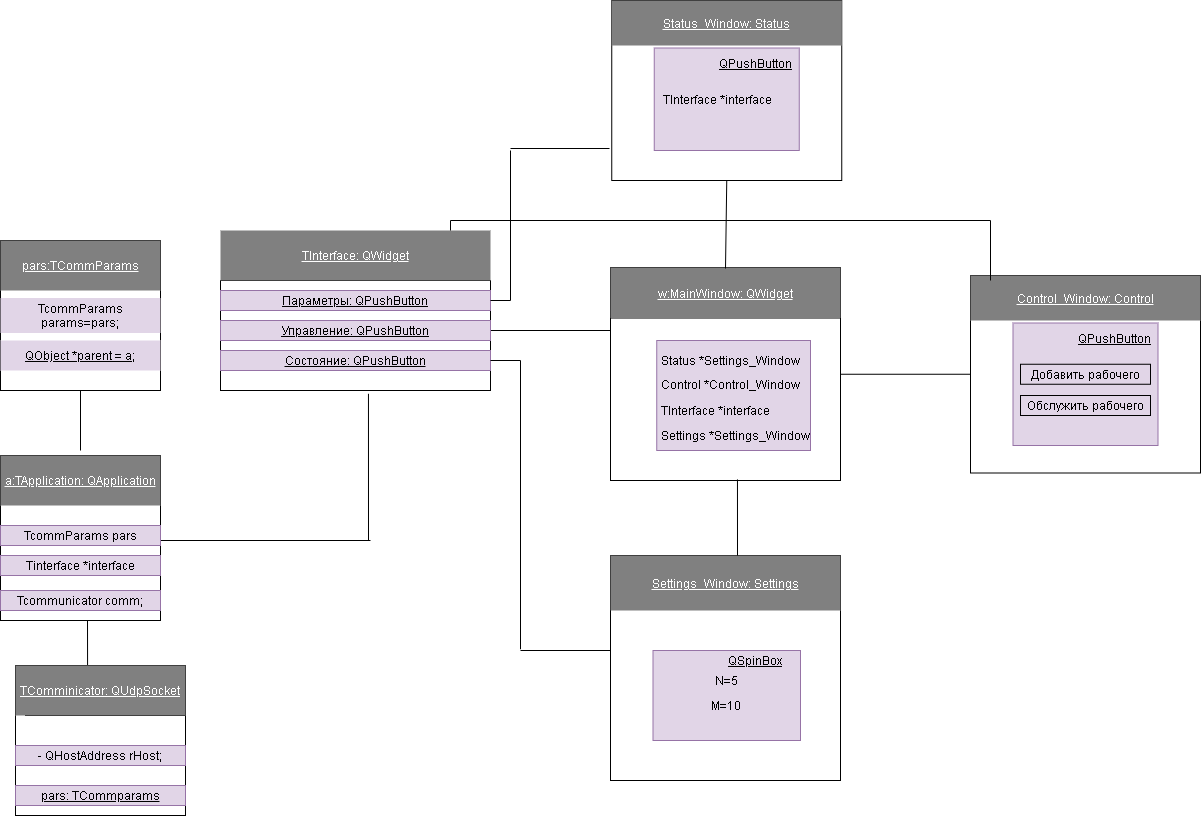 Status_Window: Status
QPushButton
TInterface *interface
TInterface: QWidget
Параметры: QPushButton
Управление: QPushButton
Состояние: QPushButton
pars:TCommParams
TcommParams
params=pars;
QObject *parent = a;
w:MainWindow: QWidget
Status *Settings_Window
Control *Control_Window
TInterface *interface
Settings *Settings_Window
Control_Window: Control
QPushButton
Добавить рабочего
Обслужить рабочего
a:TApplication: QApplication
TcommParams pars
Tinterface *interface
Tcommunicator comm;
Settings_Window: Settings
QSpinBox
N=5
M=10
TComminicator: QUdpSocket
- QHostAddress rHost;
pars: TCommparams